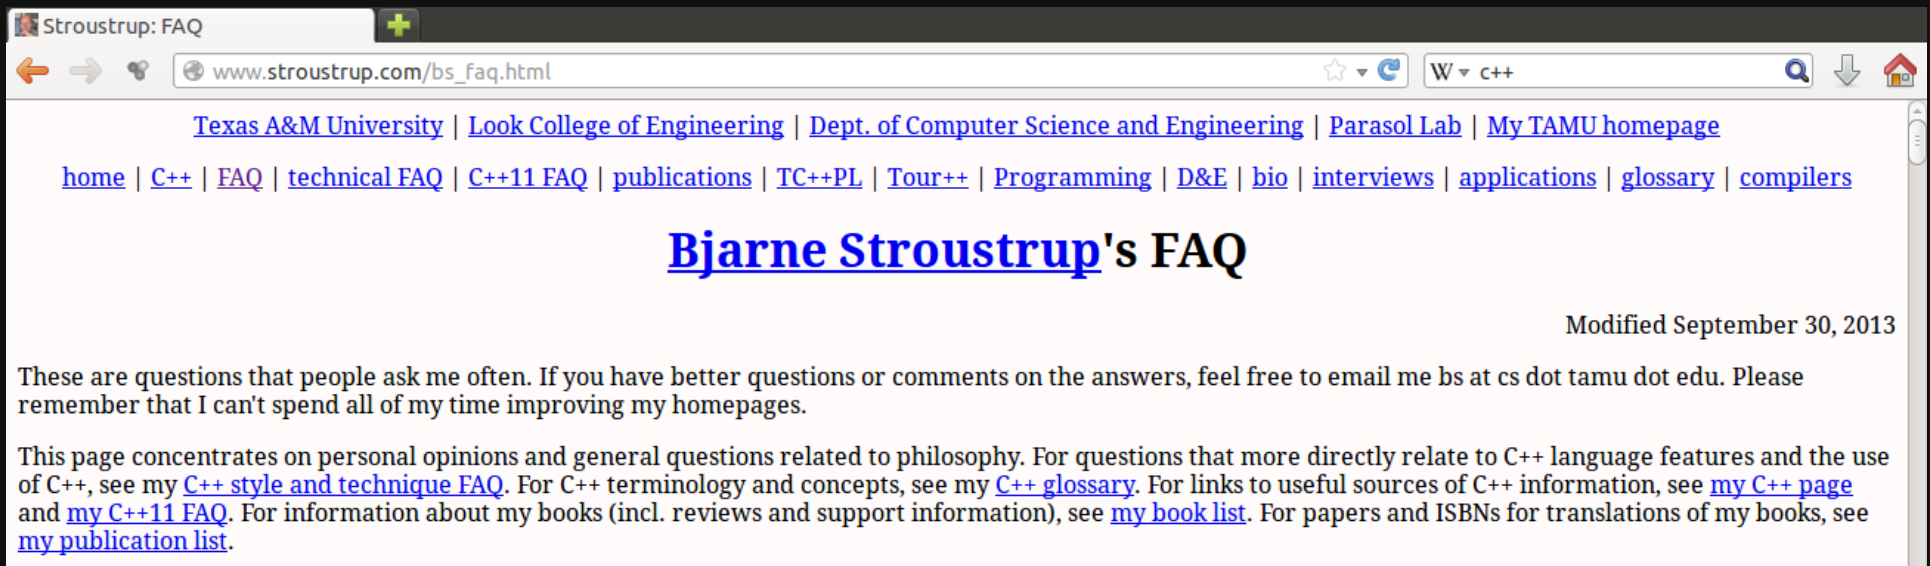 Stroustrup: FAQ
www.stroustrup.com/bs_faq.html
W c++
Texas A&M University | Look College of Engineering | Dept. of Computer Science and Engineering | Parasol Lab | My TAMU homepage
home | C++ | FAQ | technical FAQ | C++11 FAQ | publications | TC++PL | Tour++ | Programming | D&E | bio | interviews | applications | glossary | compilers
Bjarne Stroustrup's FAQ
Modified September 30, 2013
These are questions that people ask me often. If you have better questions or comments on the answers, feel free to email me bs at cs dot tamu dot edu. Please
remember that I can't spend all of my time improving my homepages.
This page concentrates on personal opinions and general questions related to philosophy. For questions that more directly relate to C++ language features and the use
of C++, see my C++ style and technique FAQ. For C++ terminology and concepts, see my C++ glossary. For links to useful sources of C++ information, see my C++ page
and my C++11 FAQ. For information about my books (incl. reviews and support information), see my book list. For papers and ISBNs for translations of my books, see
my publication list.